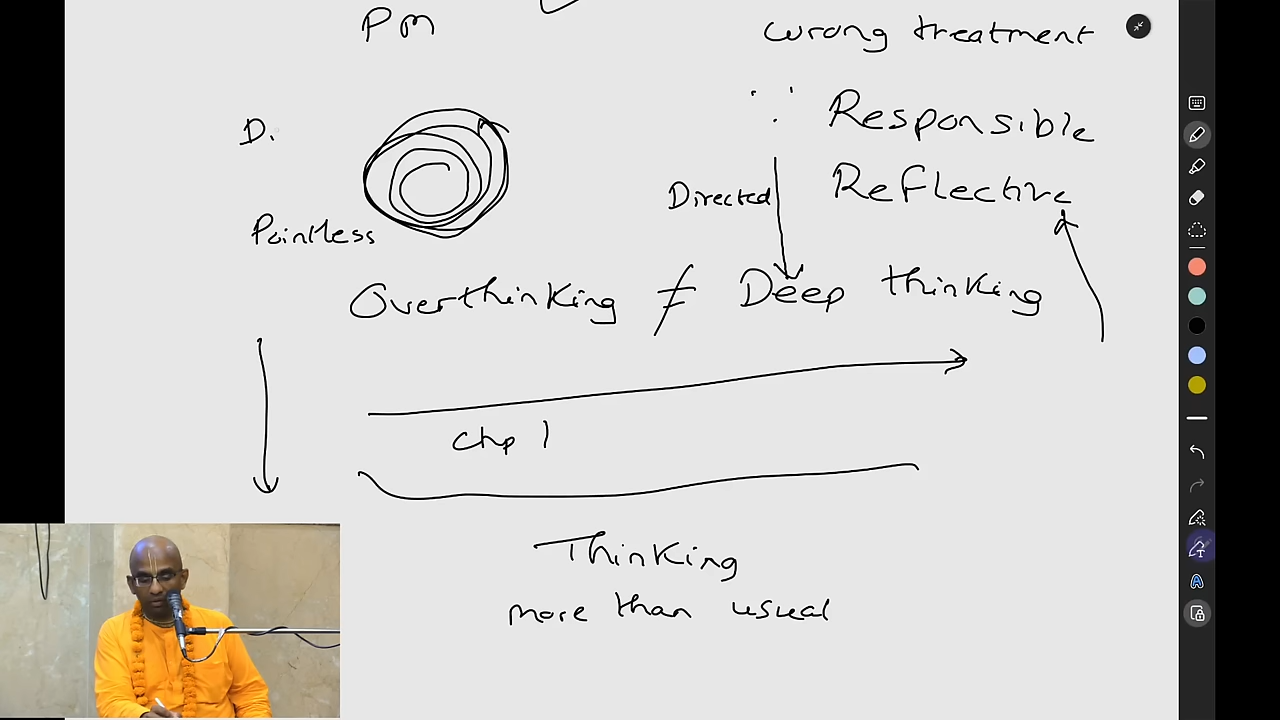 PM
wrong treatment
D.
∴ Responsible
Directed
Reflective
Pointless
Overthinking ≠ Deep thinking
Chp 1
Thinking
more than usual